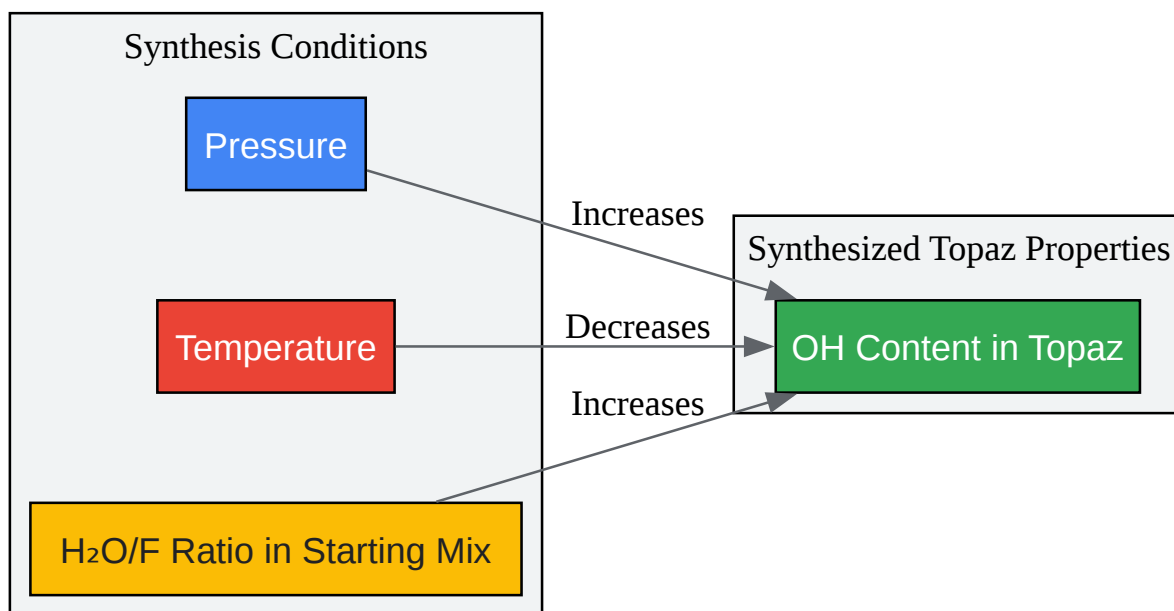 Synthesis Conditions
Pressure
Increases
Synthesized Topaz Properties
Temperature
Decreases
OH Content in Topaz
Increases
H₂O/F Ratio in Starting Mix